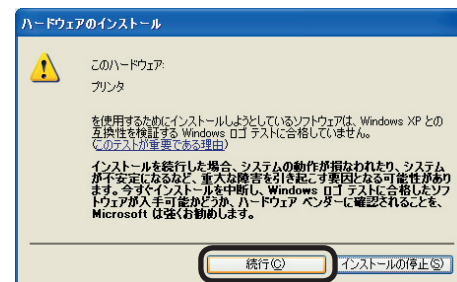 ハードウェアのインストール
このハードウェア:
プリンタ
を使用するためにインストールしようとしているソフトウェアは、Windows XP との
互換性を検証する Windows ロゴ テストに合格していません。
(このテストが重要である理由)
インストールを続行した場合、システムの動作が損なわれたり、システム
が不安定になるなど、重大な障害を引き起こす要因となる可能性があり
ます。今すぐインストールを中断し、Windows ロゴ テストに合格したソフ
トウェアが入手可能かどうか、ハードウェア ベンダーに確認されることを、
Microsoft は強くお勧めします。
続行(C)
インストールの停止(S)